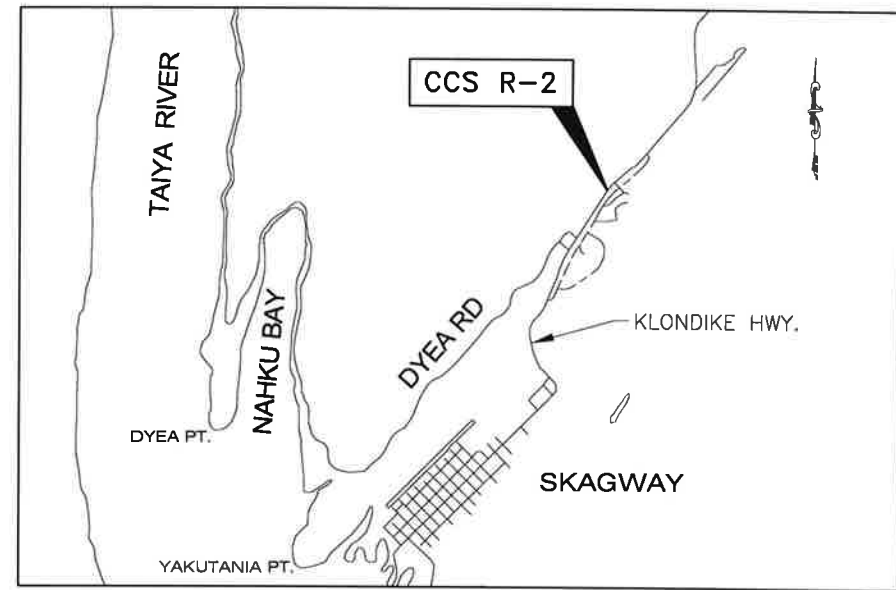 CCS R-2
TAIYA RIVER
NAHKU BAY
DYEA RD
KLONDIKE HWY.
DYEA PT.
SKAGWAY
YAKUTANIA PT.